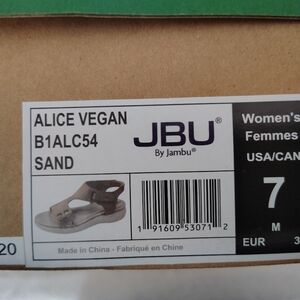 ALICE VEGAN
B1ALC54
SAND
JBU®
By Jambu®
Women's
Femmes
USA/CAN
7
M
EUR 3
1 91609 53071 2
Made in China - Fabriqué en Chine
20